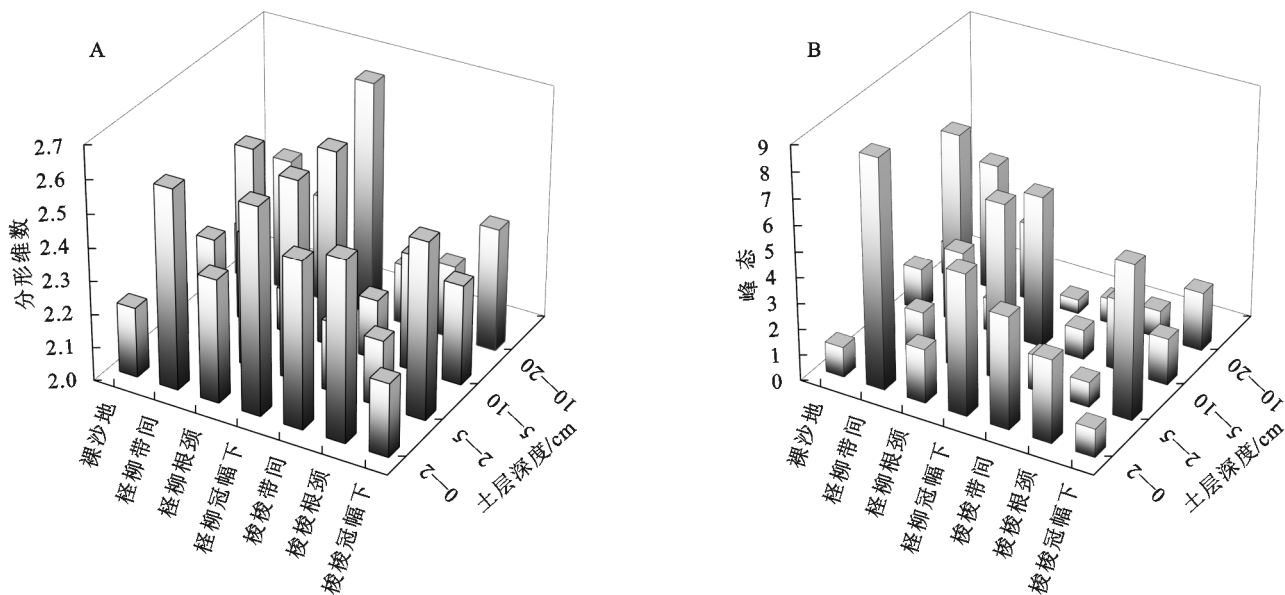 A
分形维数
2.7
2.6
2.5
2.4
2.3
2.2
2.1
2.0
裸沙地
柽柳带间
柽柳根颈
柽柳冠幅下
梭梭带间
梭梭根颈
梭梭冠幅下
0—2
2—5
5—10
10—20
土层深度/cm
B
峰态
9
8
7
6
5
4
3
2
1
0
裸沙地
柽柳带间
柽柳根颈
柽柳冠幅下
梭梭带间
梭梭根颈
梭梭冠幅下
0—2
2—5
5—10
10—20
土层深度/cm